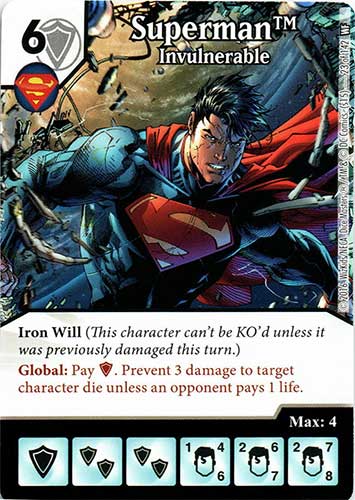 6
Superman™
Invulnerable
Iron Will (This character can't be KO'd unless it
was previously damaged this turn.)
Global: Pay . Prevent 3 damage to target
character die unless an opponent pays 1 life.
Max: 4
1 4 6
2 6 7
2 7 7 8